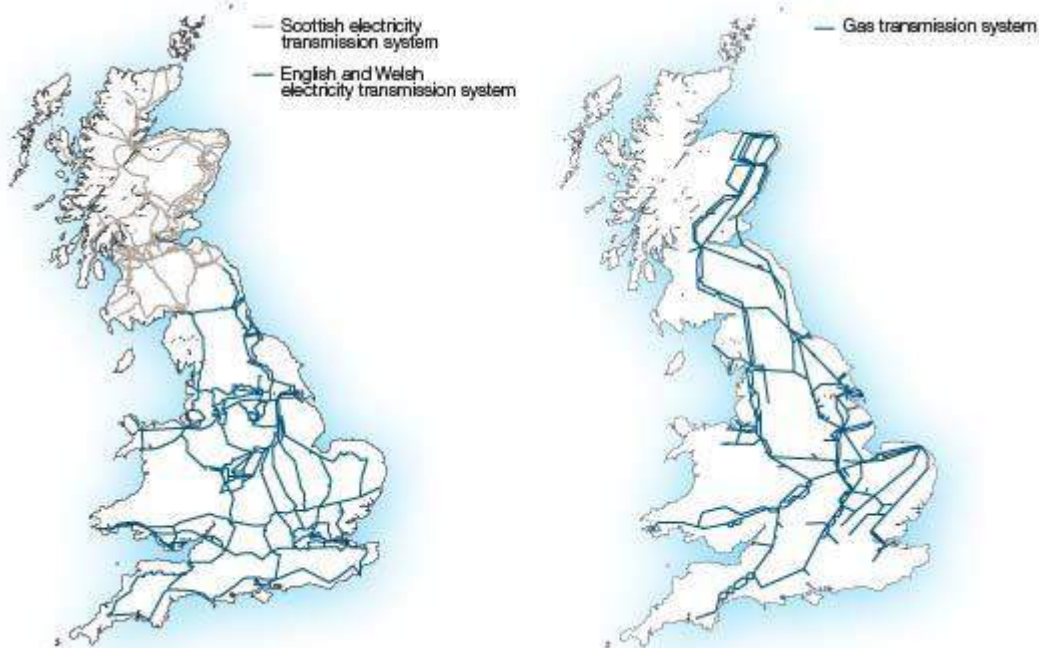 Scottish electricity
transmission system
English and Welsh
electricity transmission system
Gas transmission system